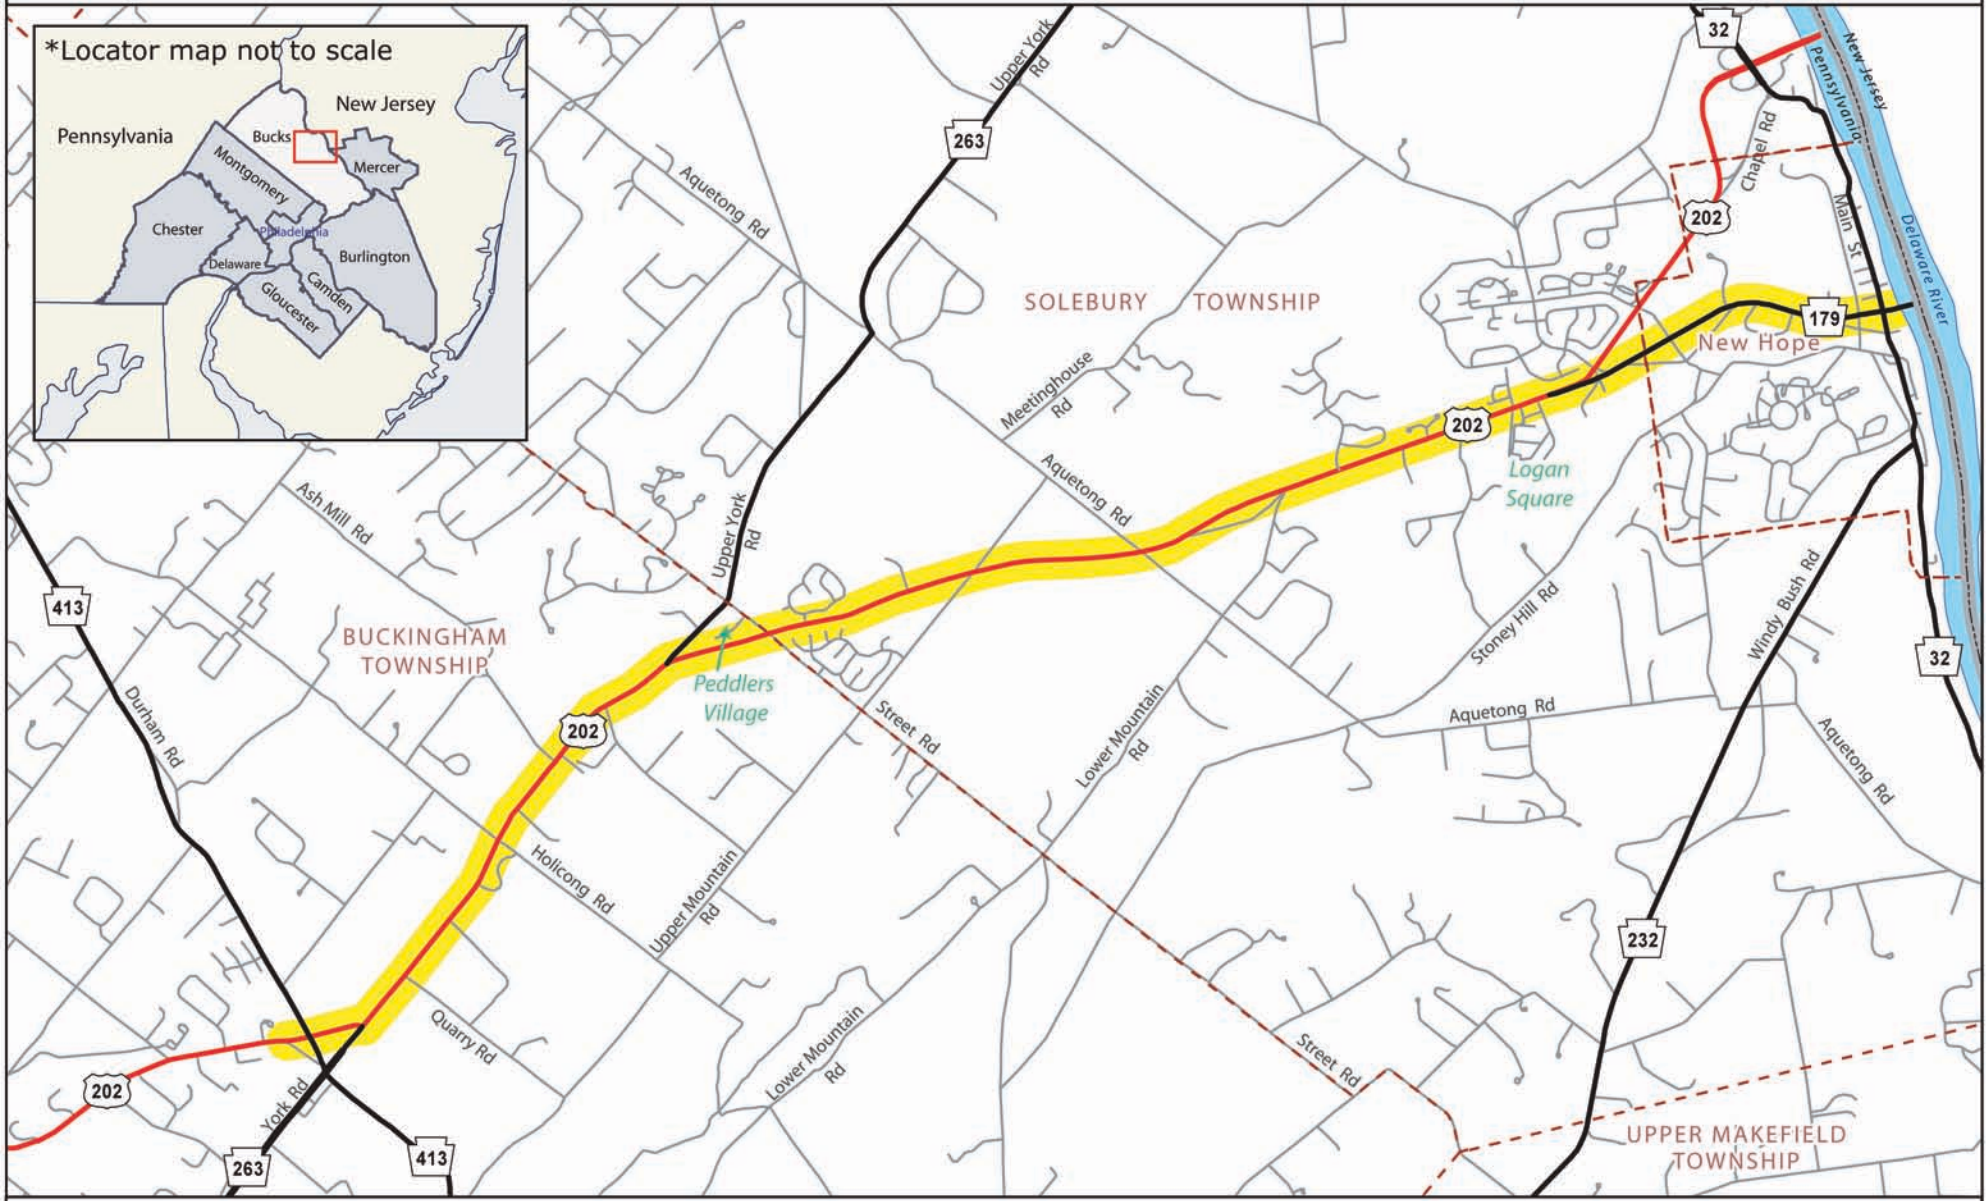 *Locator map not to scale
New Jersey
Pennsylvania
Bucks
Mercer
Montgomery
Chester
Philadelphia
Delaware
Burlington
Camden
Gloucester
32
New Jersey
Pennsylvania
Upper York
Rd
263
Chapel Rd
Aquetong Rd
202
Main St
Delaware River
SOLEBURY TOWNSHIP
179
New Hope
Meetinghouse
Rd
202
Logan
Square
Aquetong Rd
Ash Mill Rd
Upper York
Rd
413
BUCKINGHAM
TOWNSHIP
Stoney Hill Rd
Windy Bush Rd
32
Peddlers
Village
Durham Rd
202
Street Rd
Lower Mountain
Rd
Aquetong Rd
Aquetong Rd
Holicong Rd
Upper Mountain
Rd
232
Quarry Rd
Lower Mountain
Rd
Street Rd
202
York Rd
263
413
UPPER MAKEFIELD
TOWNSHIP